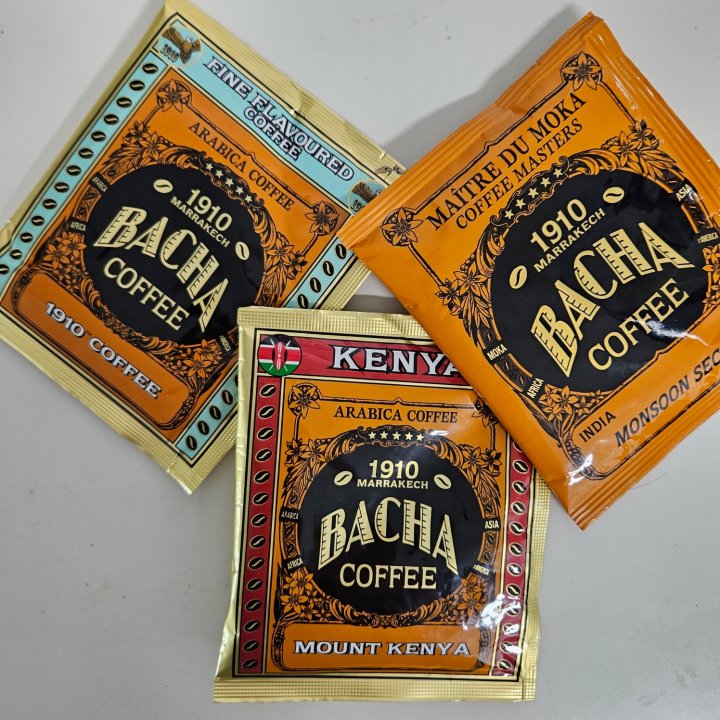 1910
FINE FLAVOURED
COFFEE
ARABICA COFFEE
1910
MARRAKECH
BACHA
COFFEE
AFRICA
1910 COFFEE
MAÎTRE DU MOKA
COFFEE MASTERS
1910
MARRAKECH
BACHA
COFFEE
ASIA
MOKA
AFRICA
INDIA
MONSOON SEC
KENYA
ARABICA COFFEE
1910
MARRAKECH
BACHA
COFFEE
ARABICA
ASIA
AFRICA
MOUNT KENYA